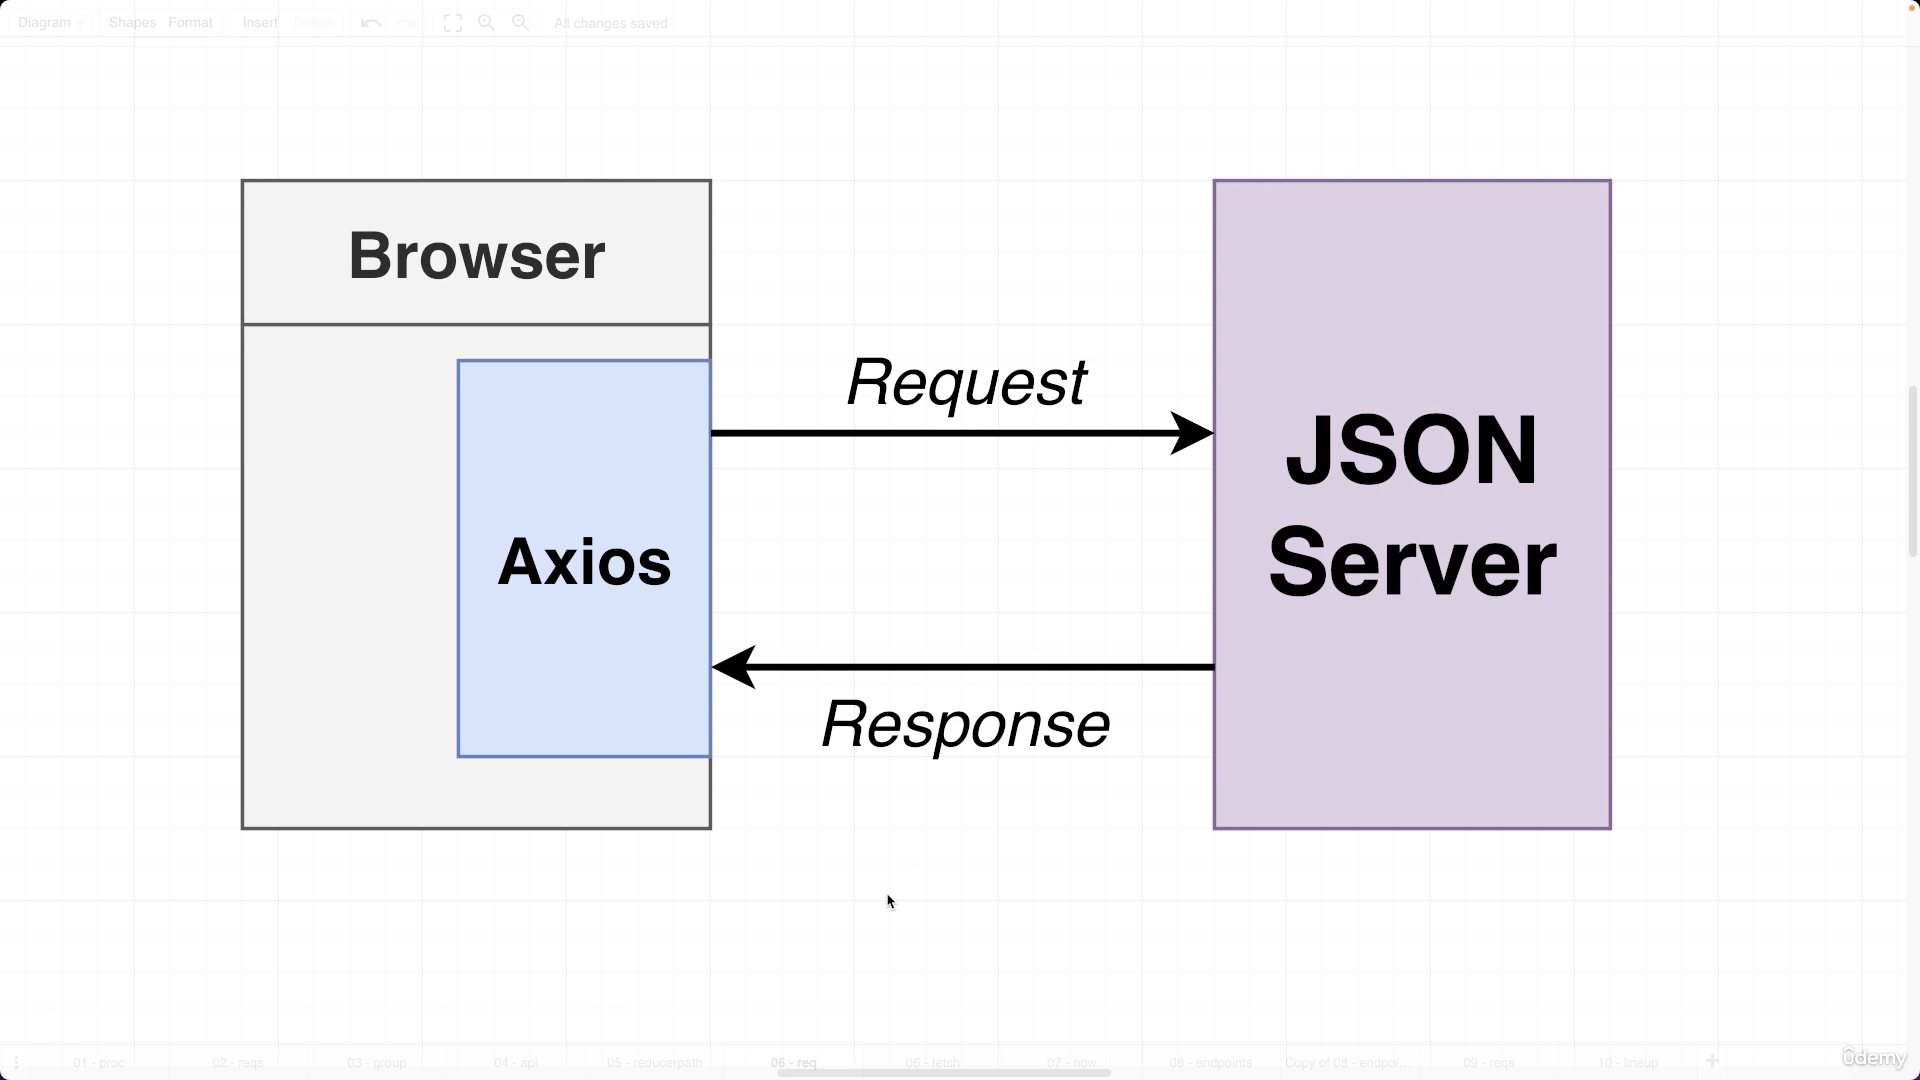 Diagram
Shapes Format
Insert Delete
All changes saved
Browser
Axios
Request
Response
JSON
Server
01 - proc
02 - reqs
03 - group
04 - api
05 - reducerpath
06 - req
06 - fetch
07 - now
08 - endpoints
Copy of 08 - endpoi...
09 - reqs
10 - lineup
ûdemy